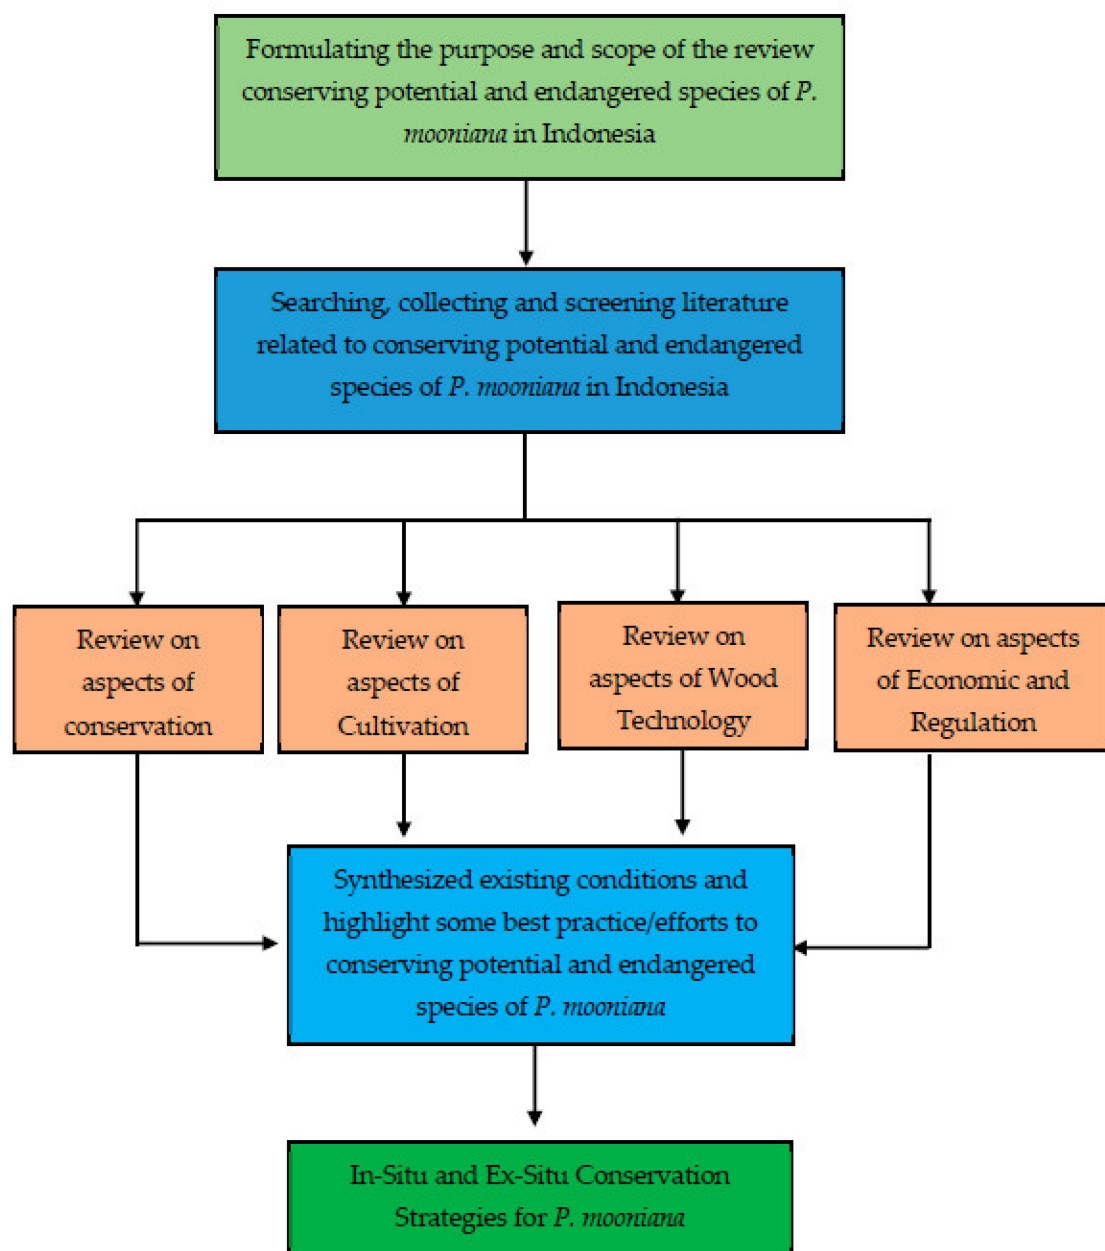 Formulating the purpose and scope of the review
conserving potential and endangered species of P.
mooniana in Indonesia
Searching, collecting and screening literature
related to conserving potential and endangered
species of P. mooniana in Indonesia
Review on
aspects of
conservation
Review on
aspects of
Cultivation
Review on
aspects of Wood
Technology
Review on aspects
of Economic and
Regulation
Synthesized existing conditions and
highlight some best practice/efforts to
conserving potential and endangered
species of P. mooniana
In-Situ and Ex-Situ Conservation
Strategies for P. mooniana